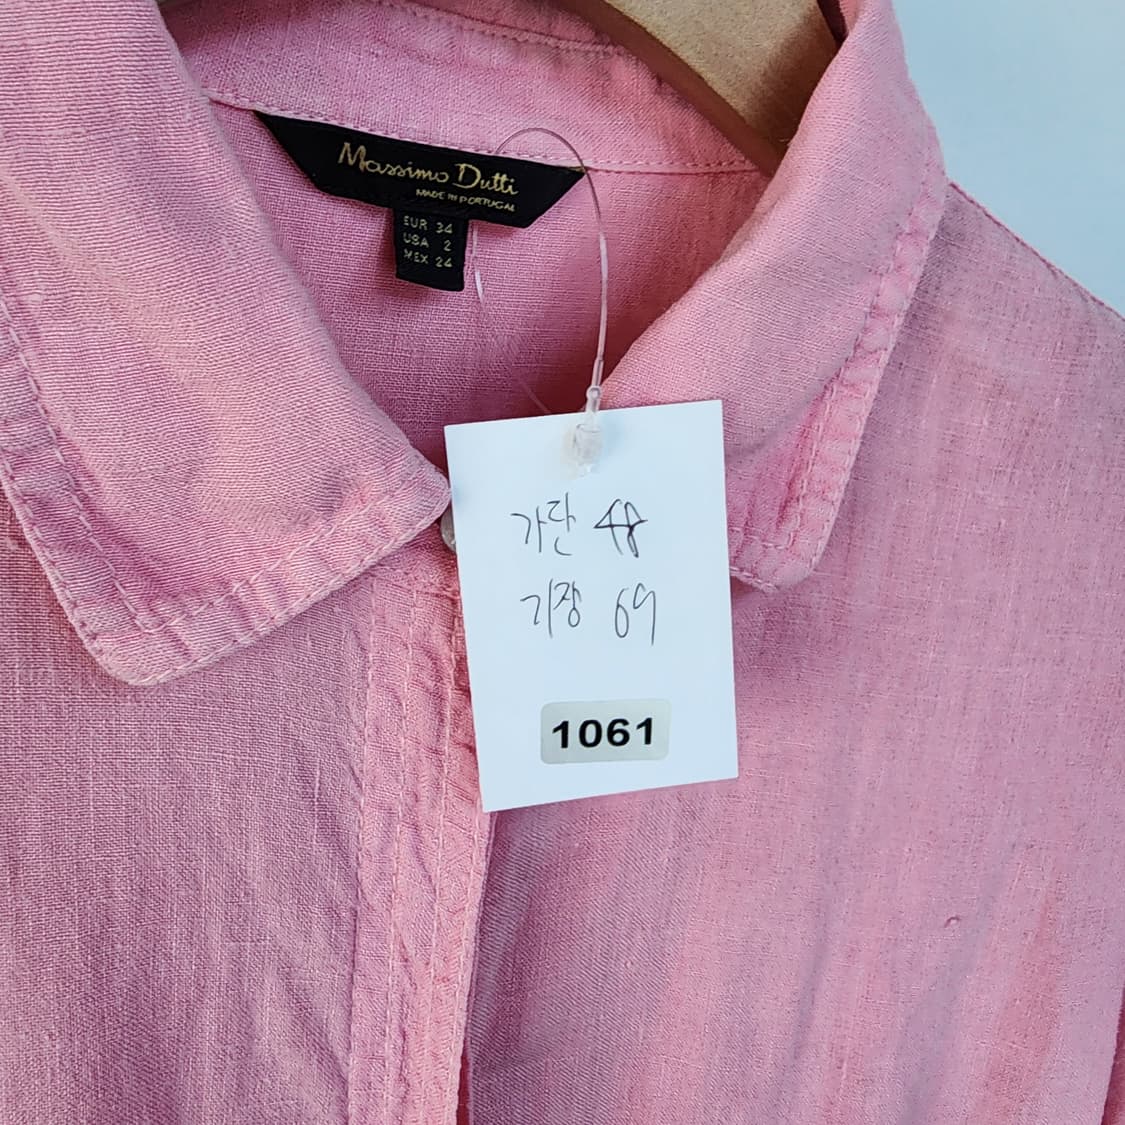 Massimo Dutti
MADE IN PORTUGAL
EUR 34
USA 2
MEX 24
가단 48
기장 69
1061